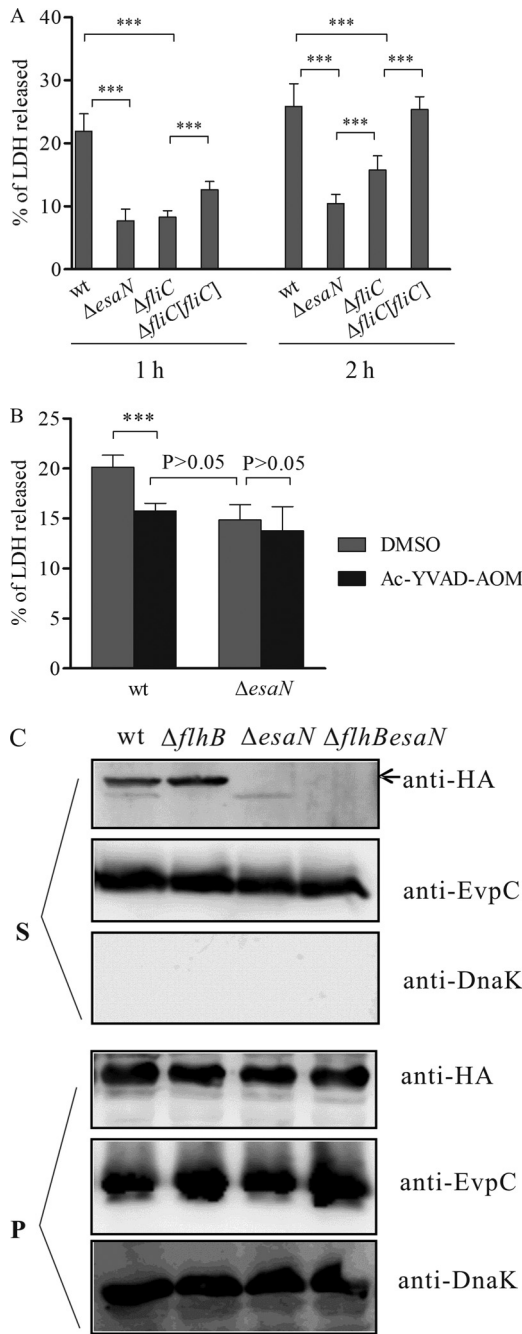 A
% of LDH released
40
30
20
10
0
***
***
***
***
***
***
***
wt
ΔesaN
ΔfliC
ΔfliC[fliC]
wt
ΔesaN
ΔfliC
ΔfliC[fliC]
1 h
2 h
B
% of LDH released
25
20
15
10
5
0
***
P>0.05
P>0.05
DMSO
Ac-YVAD-AOM
wt
ΔesaN
C
wt ΔflhB ΔesaN ΔflhBesaN
anti-HA
anti-EvpC
S
anti-DnaK
anti-HA
anti-EvpC
P
anti-DnaK